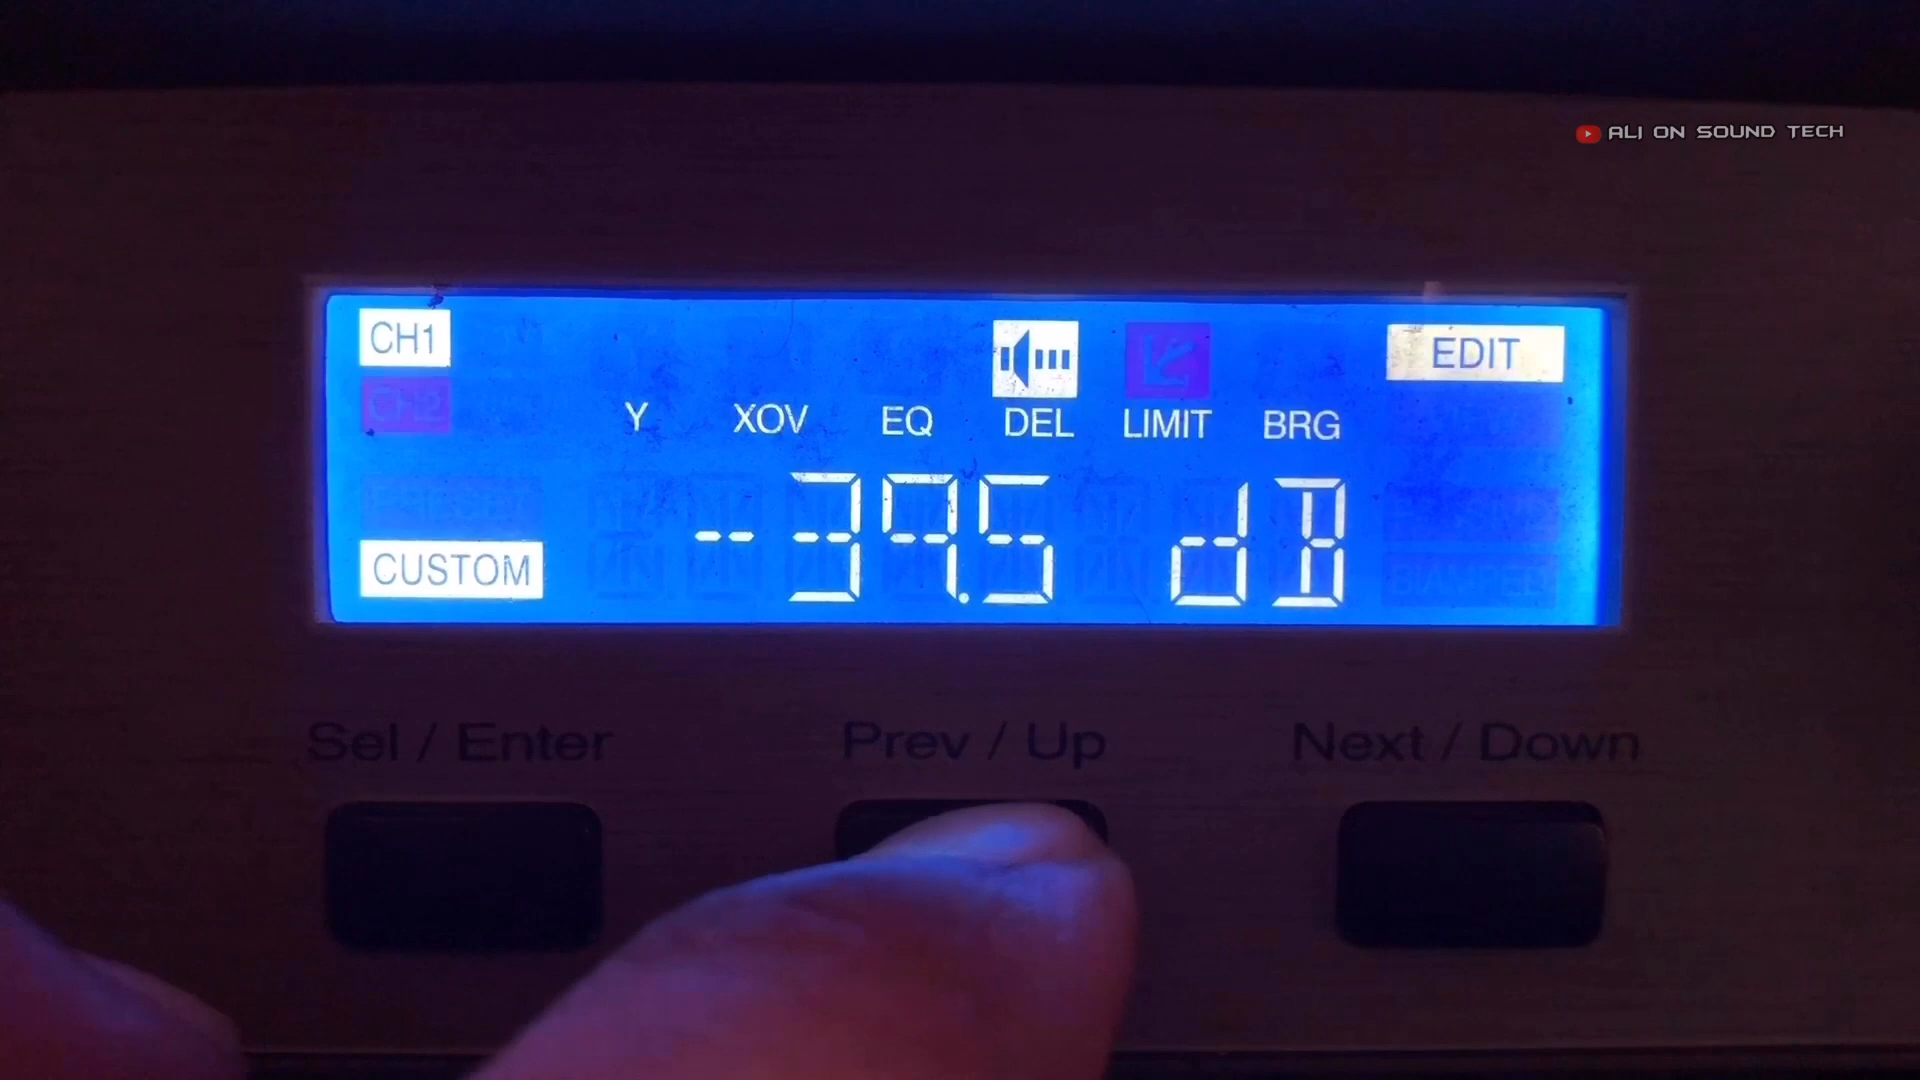 ALI ON SOUND TECH
CH1
EDIT
CH2
Y XOV EQ DEL LIMIT BRG
-39.5 dB
CUSTOM
Sel / Enter Prev / Up Next / Down